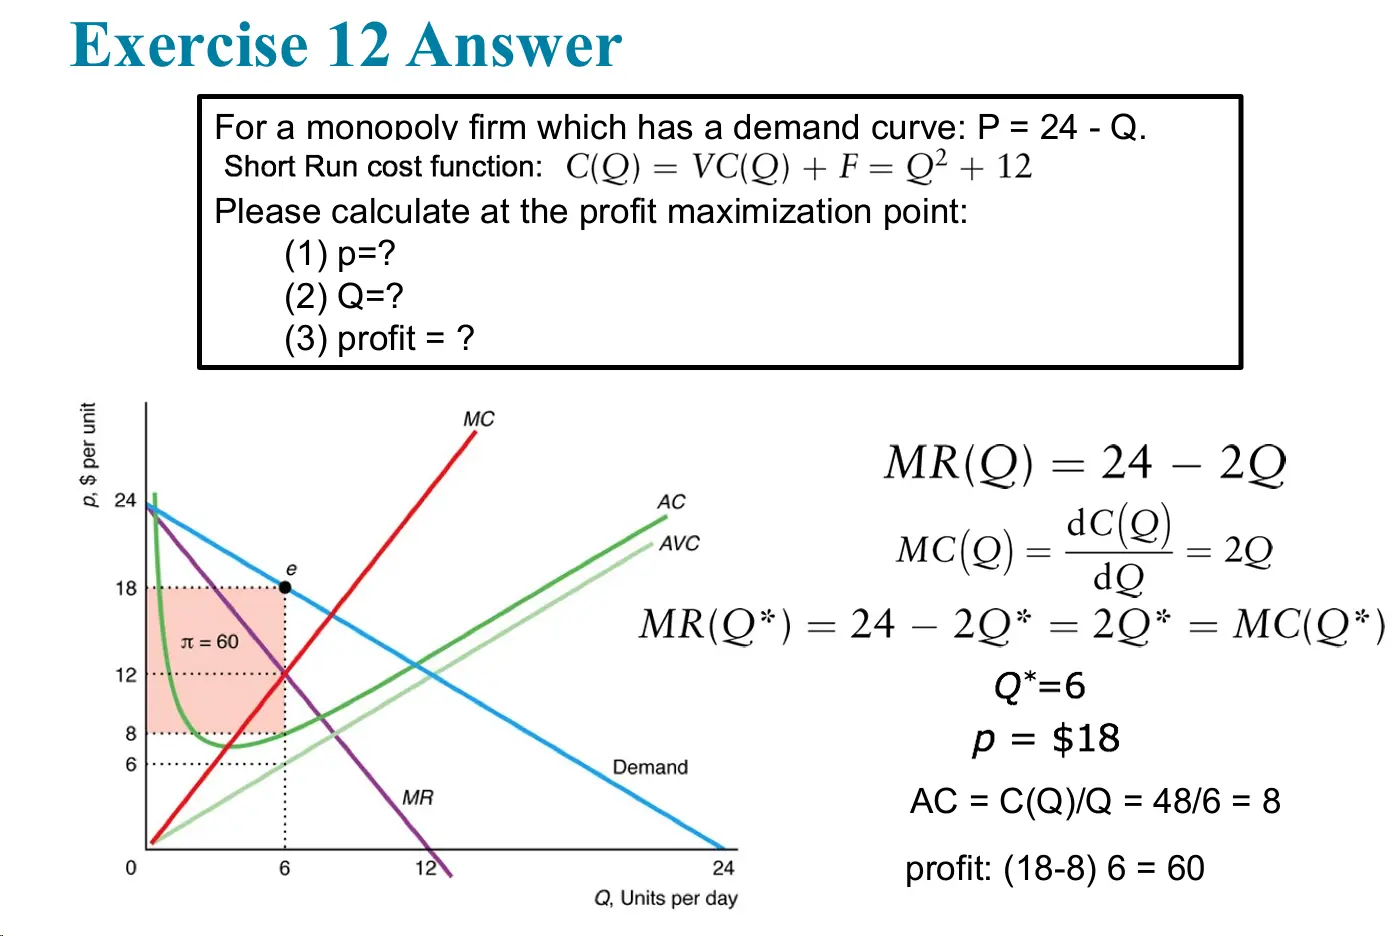 Exercise 12 Answer
For a monopoly firm which has a demand curve: P = 24 - Q.
Short Run cost function: C(Q) = VC(Q) + F = Q² + 12
Please calculate at the profit maximization point:
(1) p=?
(2) Q=?
(3) profit = ?
p, $ per unit
24
18
12
8
6
0
6
12
24
Q, Units per day
MC
AC
AVC
e
π = 60
Demand
MR
MR(Q) = 24 − 2Q
MC(Q) = dC(Q)/dQ = 2Q
MR(Q*) = 24 − 2Q* = 2Q* = MC(Q*)
Q*=6
p = $18
AC = C(Q)/Q = 48/6 = 8
profit: (18-8) 6 = 60